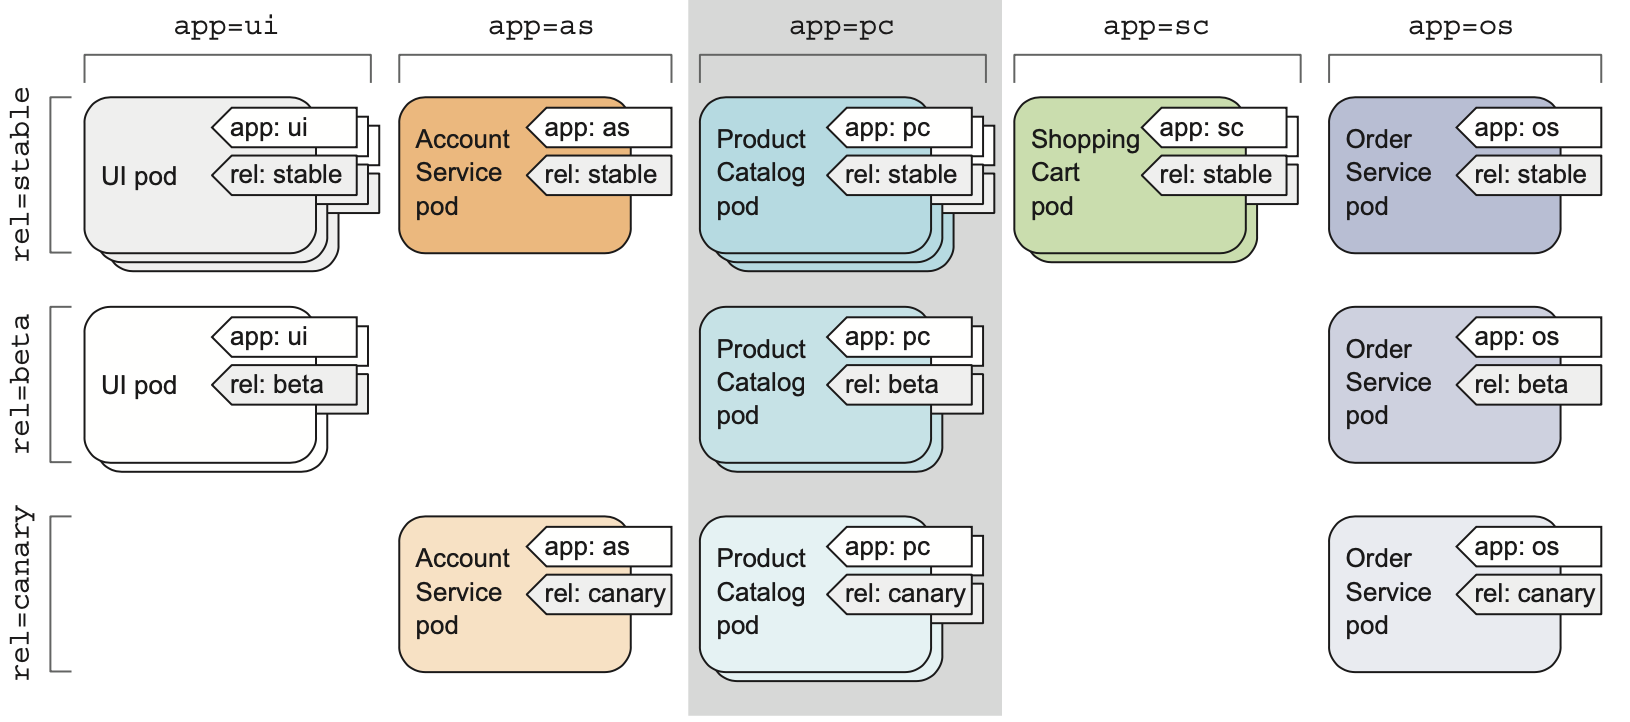 app=ui
app=as
app=pc
app=sc
app=os
rel=stable
UI pod
app: ui
rel: stable
Account
Service
pod
app: as
rel: stable
Product
Catalog
pod
app: pc
rel: stable
Shopping
Cart
pod
app: sc
rel: stable
Order
Service
pod
app: os
rel: stable
rel=beta
UI pod
app: ui
rel: beta
Product
Catalog
pod
app: pc
rel: beta
Order
Service
pod
app: os
rel: beta
rel=canary
Account
Service
pod
app: as
rel: canary
Product
Catalog
pod
app: pc
rel: canary
Order
Service
pod
app: os
rel: canary